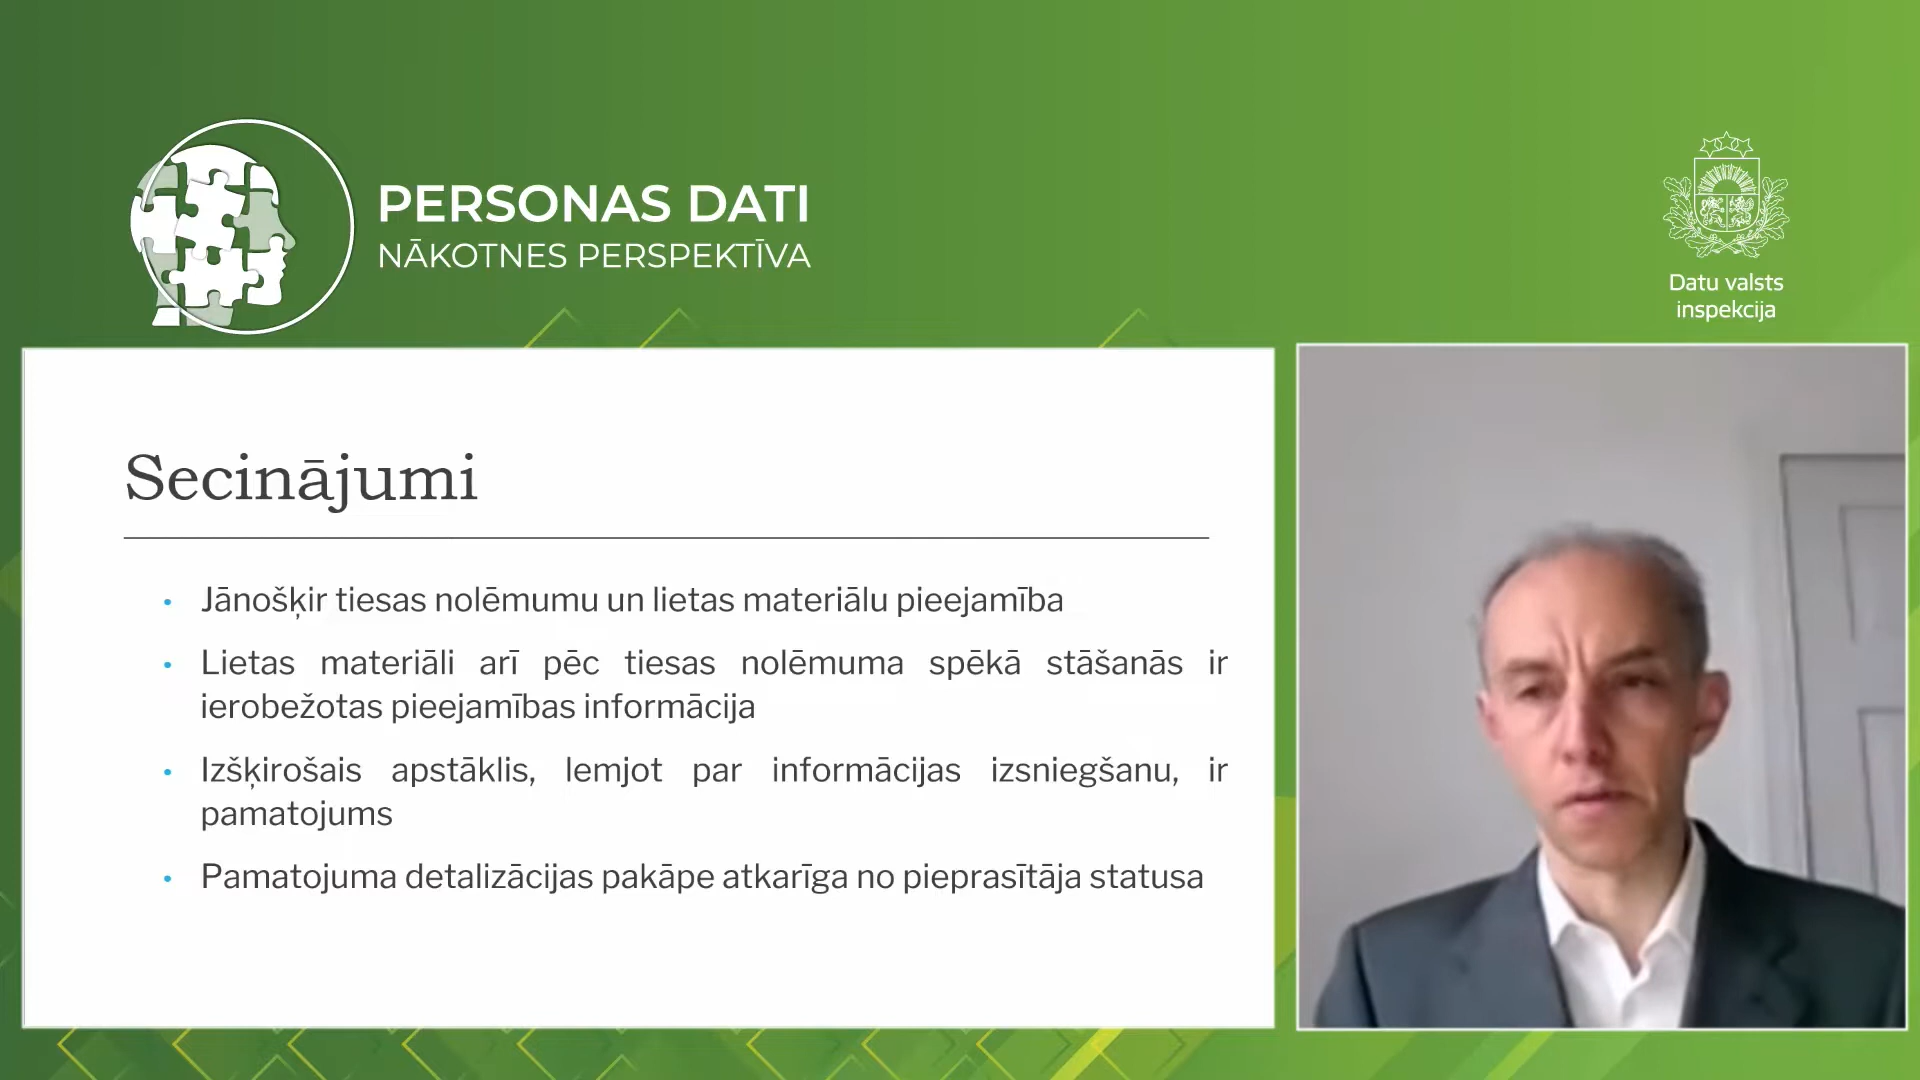 PERSONAS DATI
NĀKOTNES PERSPEKTĪVA
Datu valsts
inspekcija
Secinājumi
• Jānošķir tiesas nolēmumu un lietas materiālu pieejamība
• Lietas materiāli arī pēc tiesas nolēmuma spēkā stāšanās ir
ierobežotas pieejamības informācija
• Izšķirošais apstāklis, lemjot par informācijas izsniegšanu, ir
pamatojums
• Pamatojuma detalizācijas pakāpe atkarīga no pieprasītāja statusa